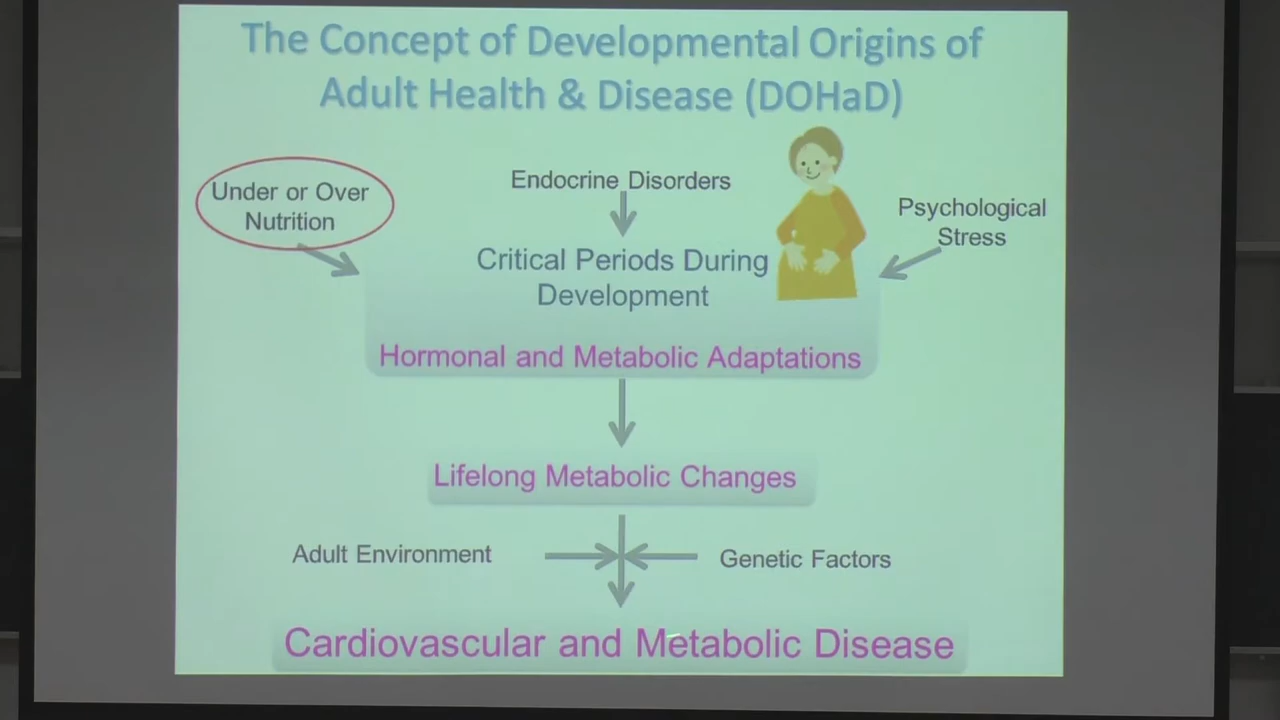 The Concept of Developmental Origins of
Adult Health & Disease (DOHaD)
Under or Over
Nutrition
Endocrine Disorders
Psychological
Stress
Critical Periods During
Development
Hormonal and Metabolic Adaptations
Lifelong Metabolic Changes
Adult Environment
Genetic Factors
Cardiovascular and Metabolic Disease